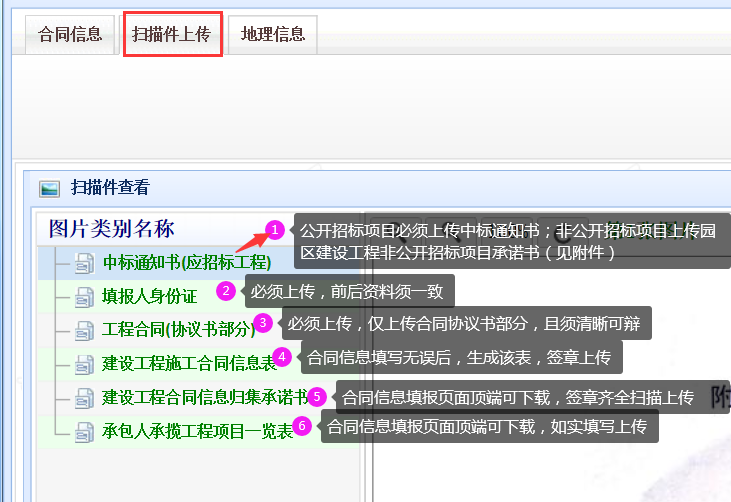 合同信息 扫描件上传 地理信息
扫描件查看
图片类别名称
1 公开招标项目必须上传中标通知书；非公开招标项目上传园
区建设工程非公开招标项目承诺书（见附件）
中标通知书(应招标工程)
填报人身份证 2 必须上传，前后资料须一致
工程合同(协议书部分) 3 必须上传，仅上传合同协议书部分，且须清晰可辩
建设工程施工合同信息表 4 合同信息填写无误后，生成该表，签章上传
建设工程合同信息归集承诺书 5 合同信息填报页面顶端可下载，签章齐全扫描上传
附
承包人承揽工程项目一览表 6 合同信息填报页面顶端可下载，如实填写上传